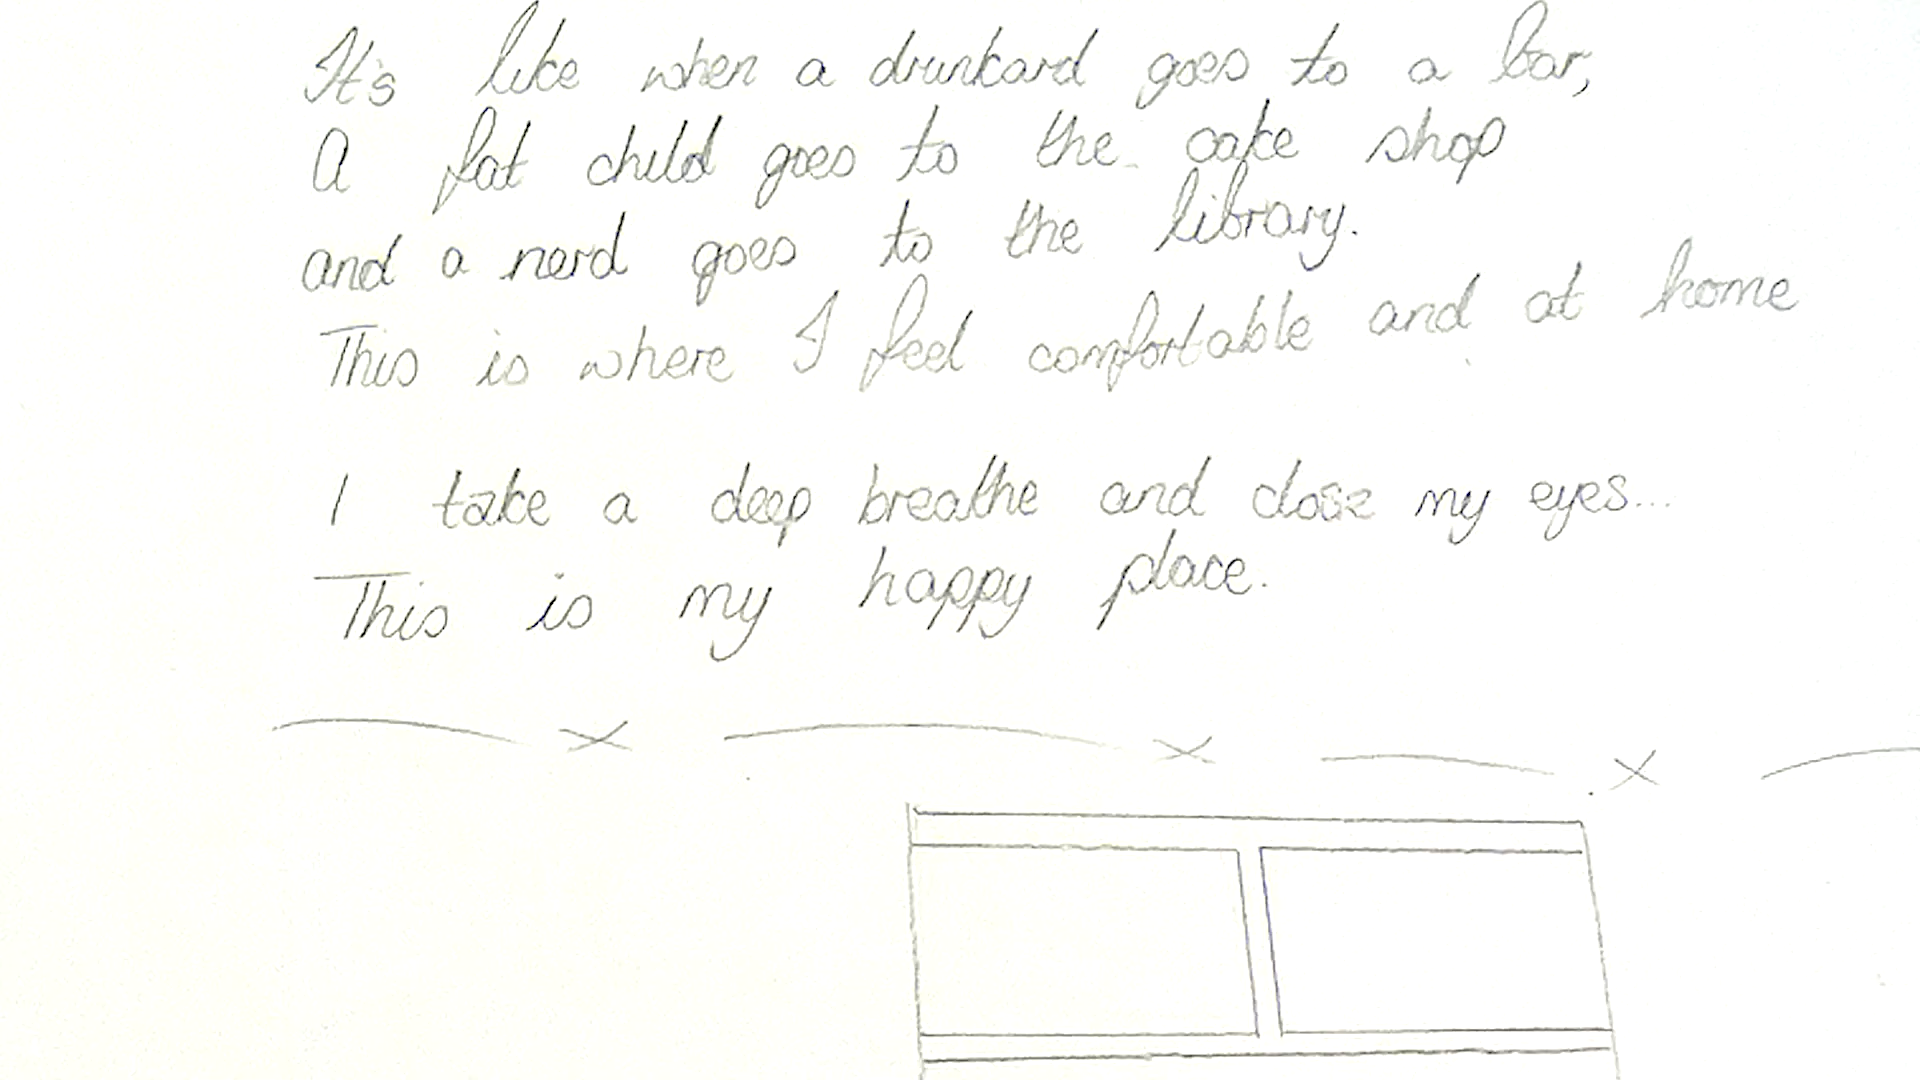 It's like when a drunkard goes to a bar,
A fat child goes to the cake shop
and a nerd goes to the library.
This is where I feel comfortable and at home
I take a deep breathe and close my eyes...
This is my happy place.